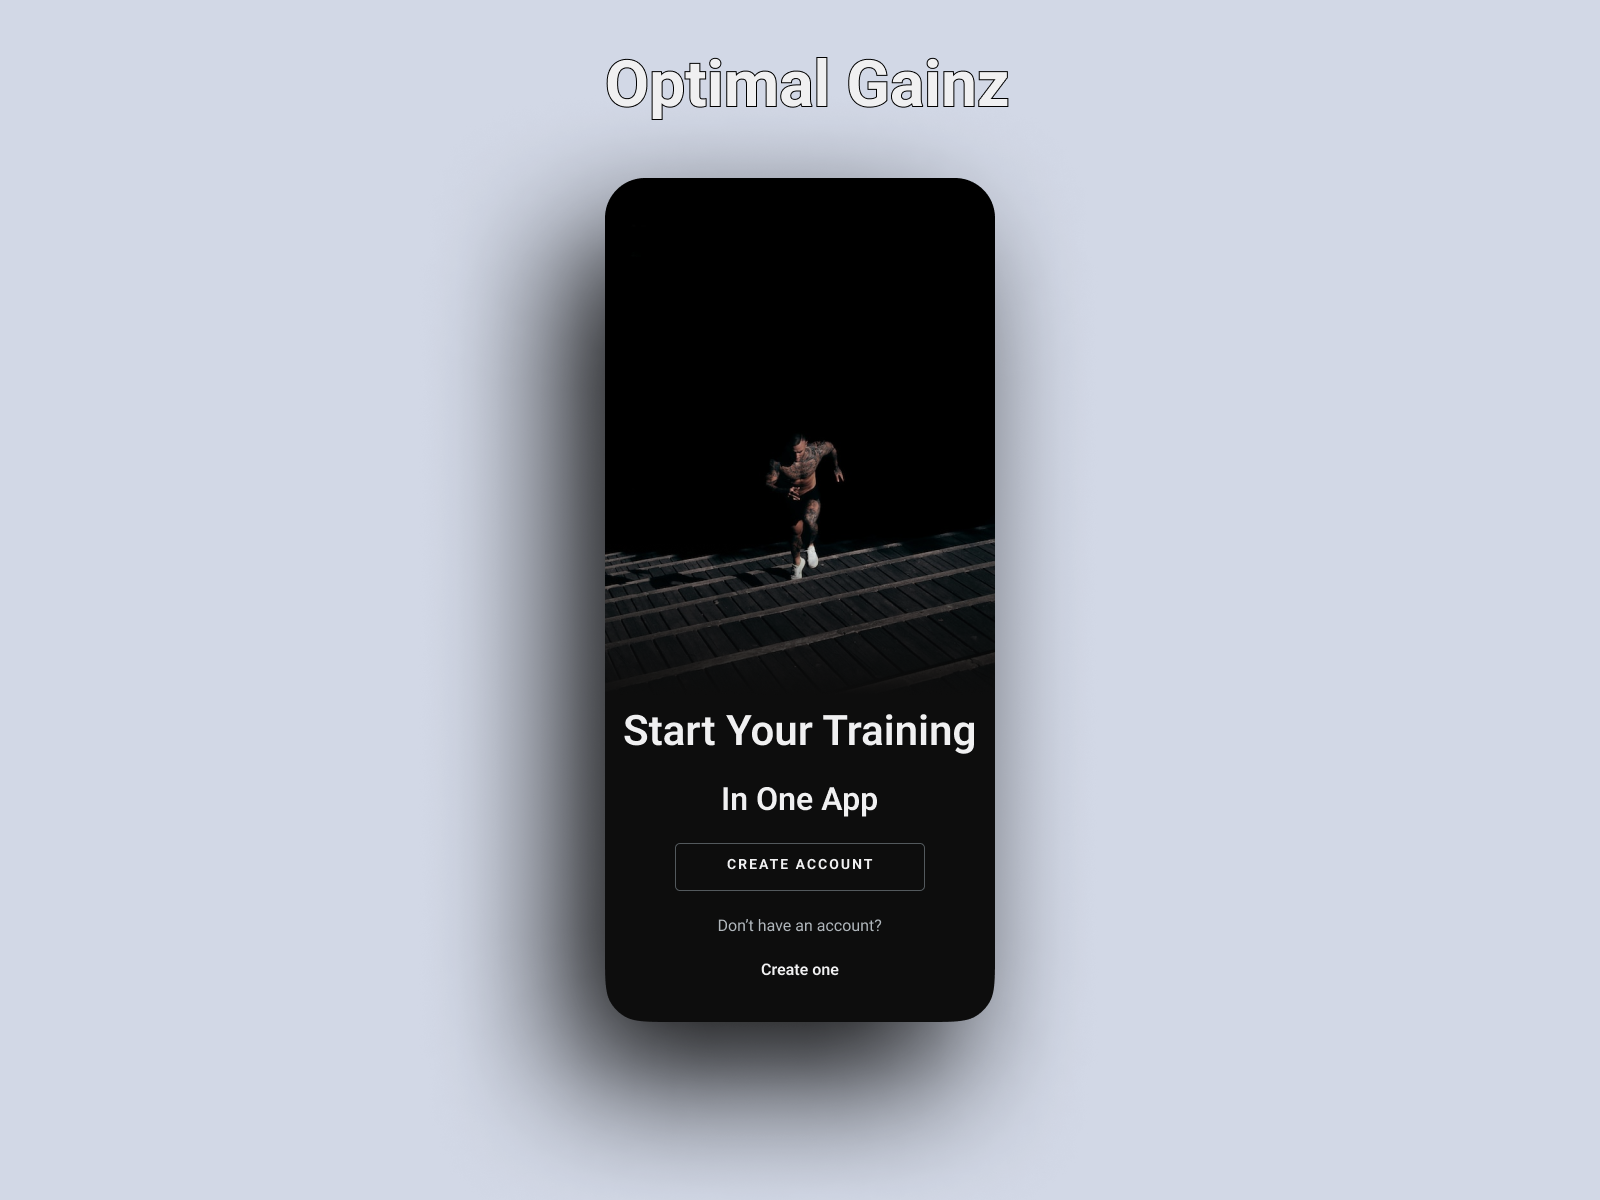 Optimal Gainz
Start Your Training
In One App
CREATE ACCOUNT
Don’t have an account?
Create one